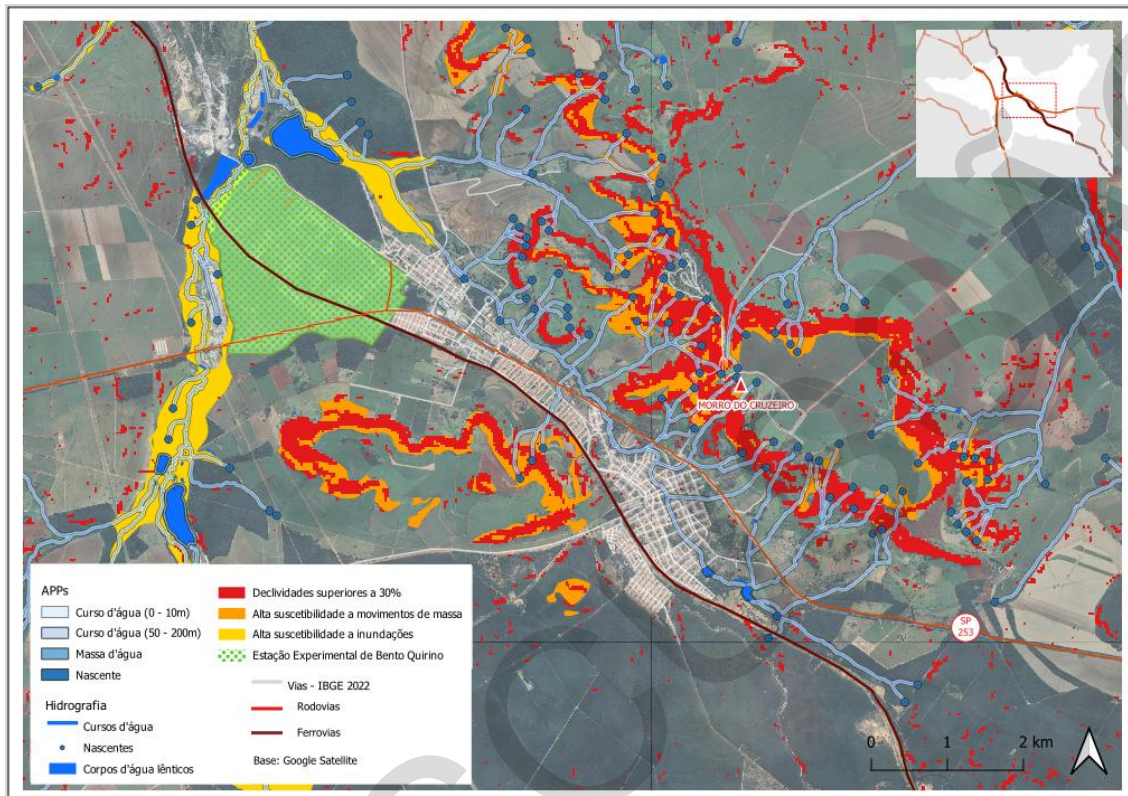 MORRO DO CRUZEIRO
SP
253
APPs
Curso d'água (0 - 10m)
Curso d'água (50 - 200m)
Massa d'água
Nascente
Hidrografia
Cursos d'água
Nascentes
Corpos d'água lênticos
Declividades superiores a 30%
Alta suscetibilidade a movimentos de massa
Alta suscetibilidade a inundações
Estação Experimental de Bento Quirino
Vias - IBGE 2022
Rodovias
Ferrovias
Base: Google Satellite
0 1 2 km